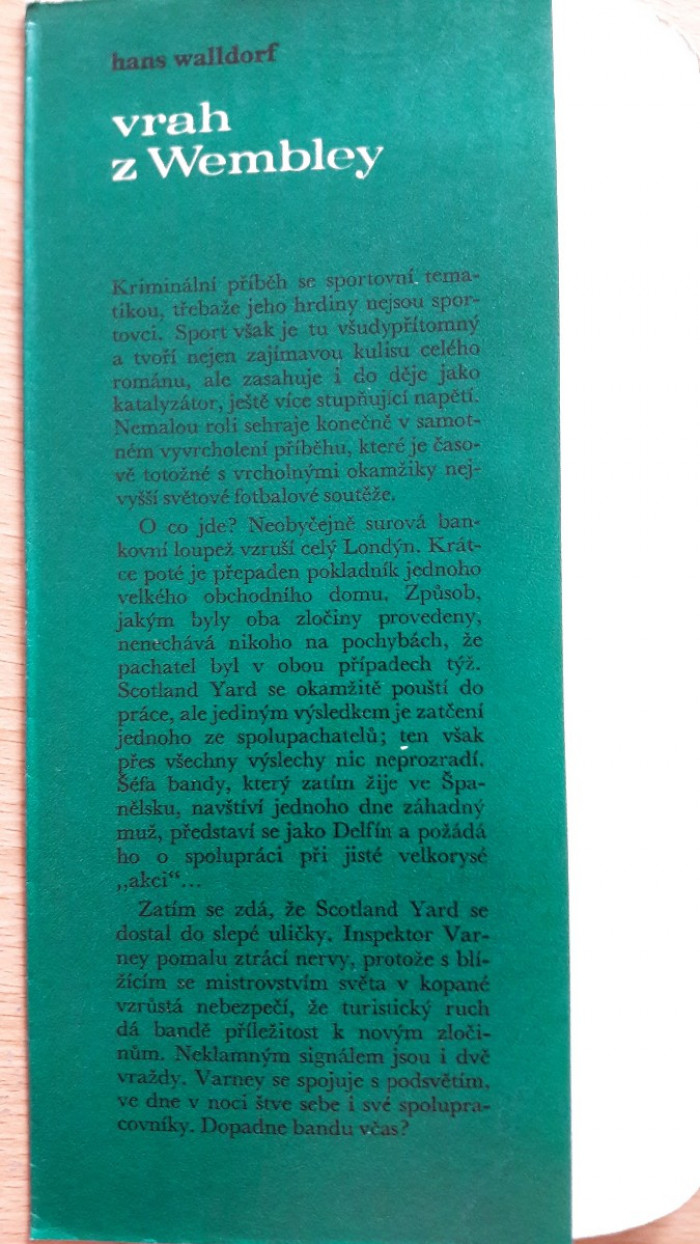 hans walldorf
vrah
z Wembley
Kriminální příběh se sportovní tema-
tikou, třebaže jeho hrdiny nejsou spor-
tovci. Sport však je tu všudypřítomný
a tvoří nejen zajímavou kulisu celého
románu, ale zasahuje i do děje jako
katalyzátor, ještě více stupňující napětí.
Nemalou roli sehraje konečně v samot-
ném vyvrcholení příběhu, které je časo-
vě totožné s vrcholnými okamžiky nej-
vyšší světové fotbalové soutěže.
O co jde? Neobyčejně surová ban-
kovní loupež vzruší celý Londýn. Krát-
ce poté je přepaden pokladník jednoho
velkého obchodního domu. Způsob,
jakým byly oba zločiny provedeny,
nenechává nikoho na pochybách, že
pachatel byl v obou případech týž.
Scotland Yard se okamžitě pouští do
práce, ale jediným výsledkem je zatčení
jednoho ze spolupachatelů; ten však
přes všechny výslechy nic neprozradí.
Šéfa bandy, který zatím žije ve Špa-
nělsku, navštíví jednoho dne záhadný
muž, představí se jako Delfín a požádá
ho o spolupráci při jisté velkorysé
„akci“...
Zatím se zdá, že Scotland Yard se
dostal do slepé uličky. Inspektor Var-
ney pomalu ztrácí nervy, protože s blí-
žícím se mistrovstvím světa v kopané
vzrůstá nebezpečí, že turistický ruch
dá bandě příležitost k novým zloči-
nům. Neklamným signálem jsou i dvě
vraždy. Varney se spojuje s podsvětím,
ve dne v noci štve sebe i své spolupra-
covníky. Dopadne bandu včas?